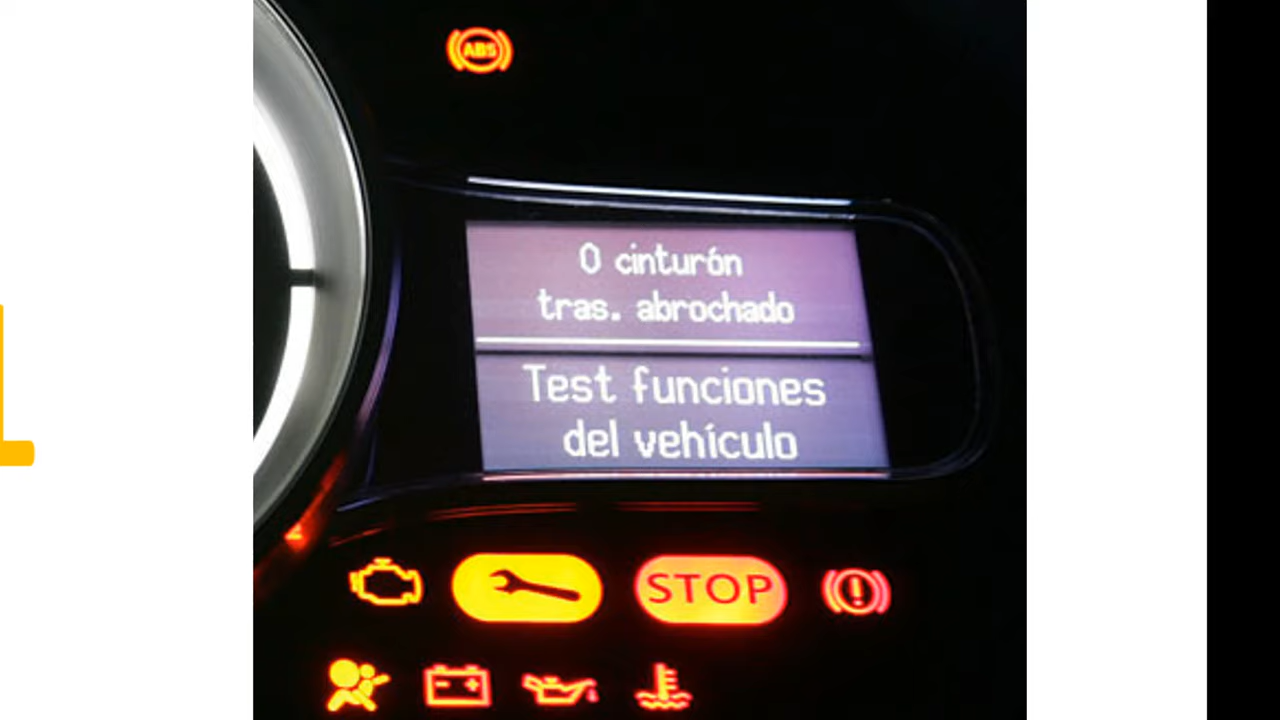 ABS
0 cinturón
tras. abrochado
Test funciones
del vehículo
STOP